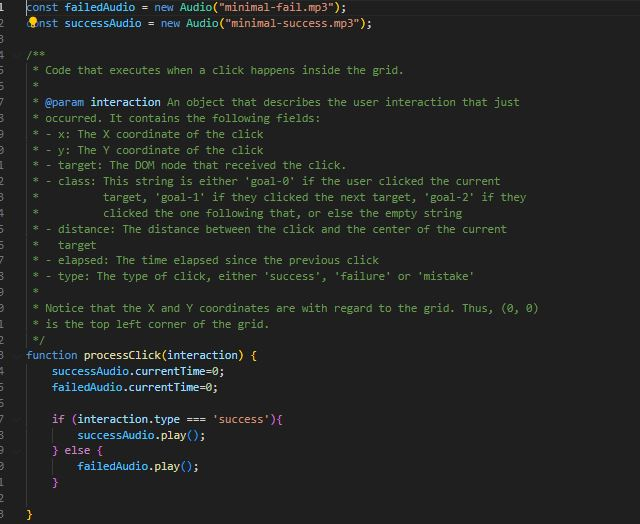 const failedAudio = new Audio("minimal-fail.mp3");
const successAudio = new Audio("minimal-success.mp3");
/**
* Code that executes when a click happens inside the grid.
*
* @param interaction An object that describes the user interaction that just
* occurred. It contains the following fields:
* - x: The X coordinate of the click
* - y: The Y coordinate of the click
* - target: The DOM node that received the click.
* - class: This string is either 'goal-0' if the user clicked the current
* target, 'goal-1' if they clicked the next target, 'goal-2' if they
* clicked the one following that, or else the empty string
* - distance: The distance between the click and the center of the current
* target
* - elapsed: The time elapsed since the previous click
* - type: The type of click, either 'success', 'failure' or 'mistake'
*
* Notice that the X and Y coordinates are with regard to the grid. Thus, (0, 0)
* is the top left corner of the grid.
*/
function processClick(interaction) {
successAudio.currentTime=0;
failedAudio.currentTime=0;
if (interaction.type === 'success'){
successAudio.play();
} else {
failedAudio.play();
}
}